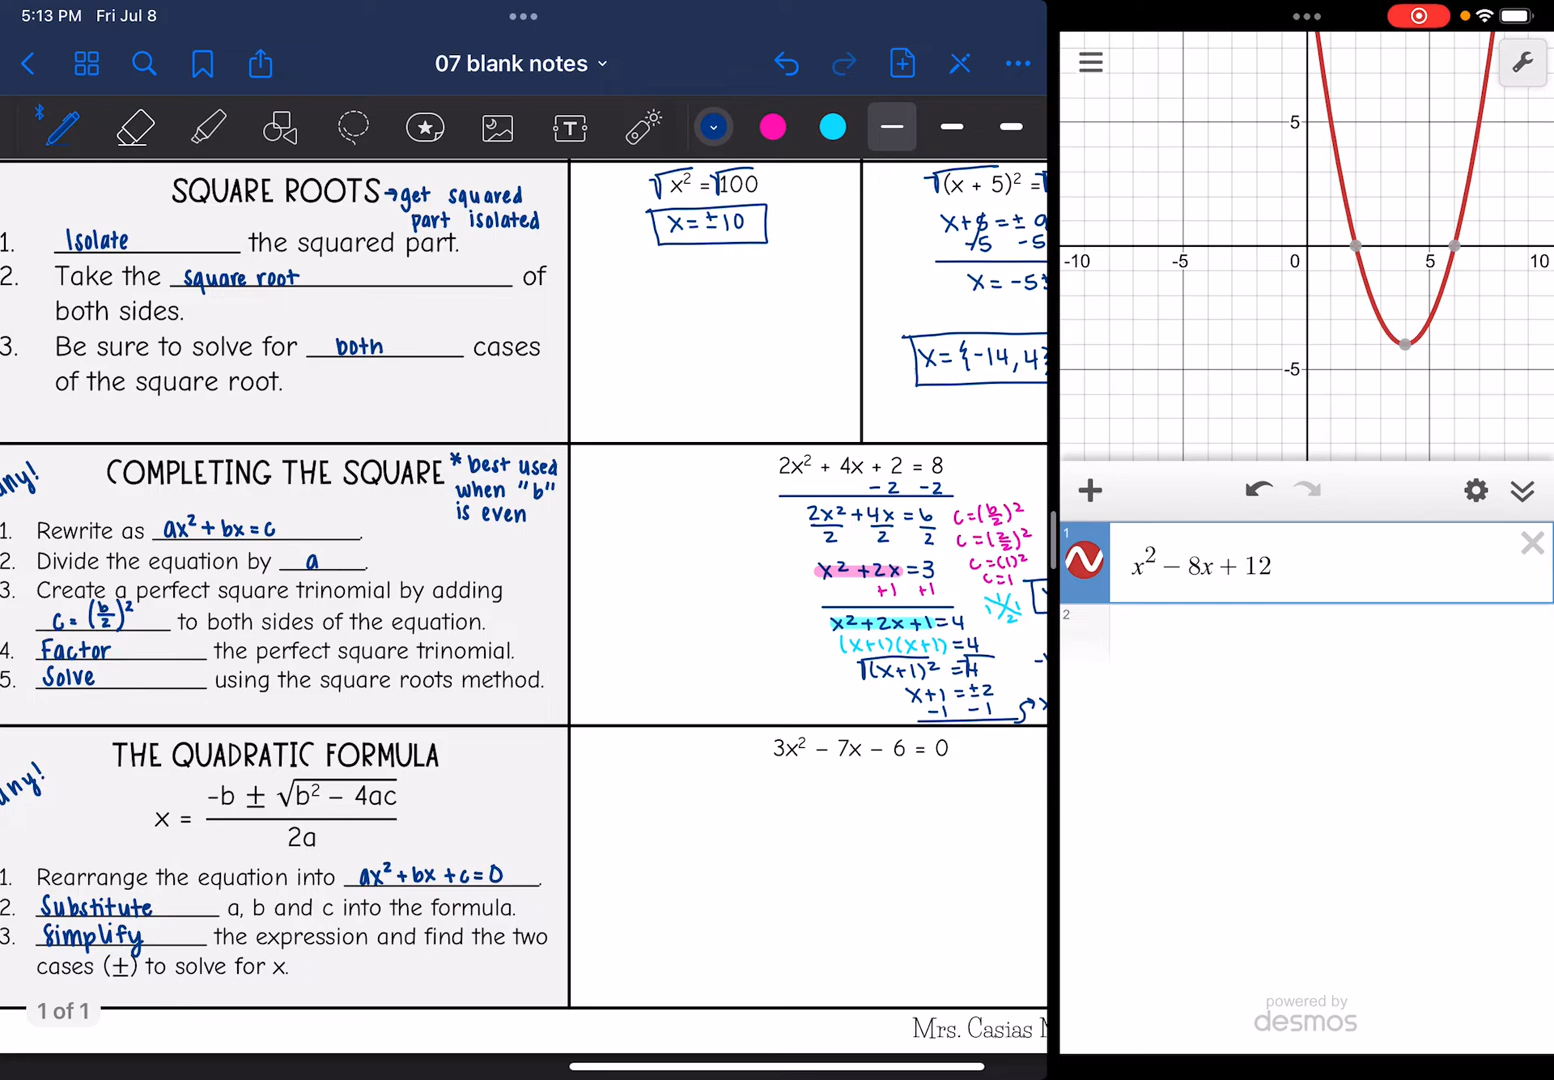 5:13 PM Fri Jul 8
07 blank notes
T
SQUARE ROOTS → get squared
part isolated
1. Isolate the squared part.
2. Take the square root of
both sides.
3. Be sure to solve for both cases
of the square root.
√x² = √100
x = ±10
√(x + 5)² = √
x + 5 = ± 9
-5 -5
x = -5 ±
x = {-14, 4}
any!
COMPLETING THE SQUARE
* best used
when "b"
is even
1. Rewrite as ax² + bx = c.
2. Divide the equation by a.
3. Create a perfect square trinomial by adding
c = (b/2)² to both sides of the equation.
4. Factor the perfect square trinomial.
5. Solve using the square roots method.
2x² + 4x + 2 = 8
-2 -2
2x² + 4x = 6
2 2 2
x² + 2x = 3
+1 +1
x² + 2x + 1 = 4
(x+1)(x+1) = 4
√(x+1)² = √4
x+1 = ±2
-1 -1
c = (b/2)²
c = (2/2)²
c = (1)²
c = 1
1
1 1
2
any!
THE QUADRATIC FORMULA
x = -b ± √b² - 4ac
2a
1. Rearrange the equation into ax² + bx + c = 0.
2. Substitute a, b and c into the formula.
3. Simplify the expression and find the two
cases (±) to solve for x.
3x² - 7x - 6 = 0
1 of 1
Mrs. Casias
5
-10 -5 0 5 10
-5
1
x² - 8x + 12
2
powered by
desmos